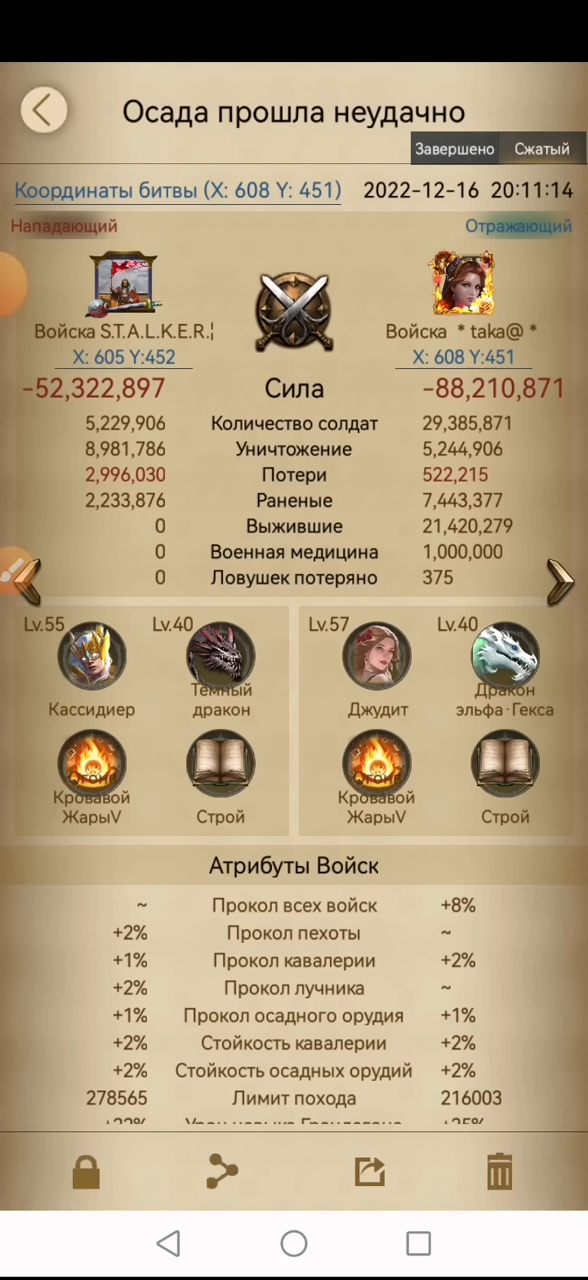 Осада прошла неудачно
Завершено Сжатый
Координаты битвы (X: 608 Y: 451) 2022-12-16 20:11:14
Нападающий Отражающий
Войска S.T.A.L.K.E.R.¦ Войска * taka@ *
X: 605 Y:452 X: 608 Y:451
-52,322,897 Сила -88,210,871
5,229,906 Количество солдат 29,385,871
8,981,786 Уничтожение 5,244,906
2,996,030 Потери 522,215
2,233,876 Раненые 7,443,377
0 Выжившие 21,420,279
0 Военная медицина 1,000,000
0 Ловушек потеряно 375
Lv.55 Lv.40 Lv.57 Lv.40
Кассидиер Темный дракон Джудит Дракон эльфа·Гекса
Огонь Кровавой ЖарыV Строй Огонь Кровавой ЖарыV Строй
Атрибуты Войск
~ Прокол всех войск +8%
+2% Прокол пехоты ~
+1% Прокол кавалерии +2%
+2% Прокол лучника ~
+1% Прокол осадного орудия +1%
+2% Стойкость кавалерии +2%
+2% Стойкость осадных орудий +2%
278565 Лимит похода 216003